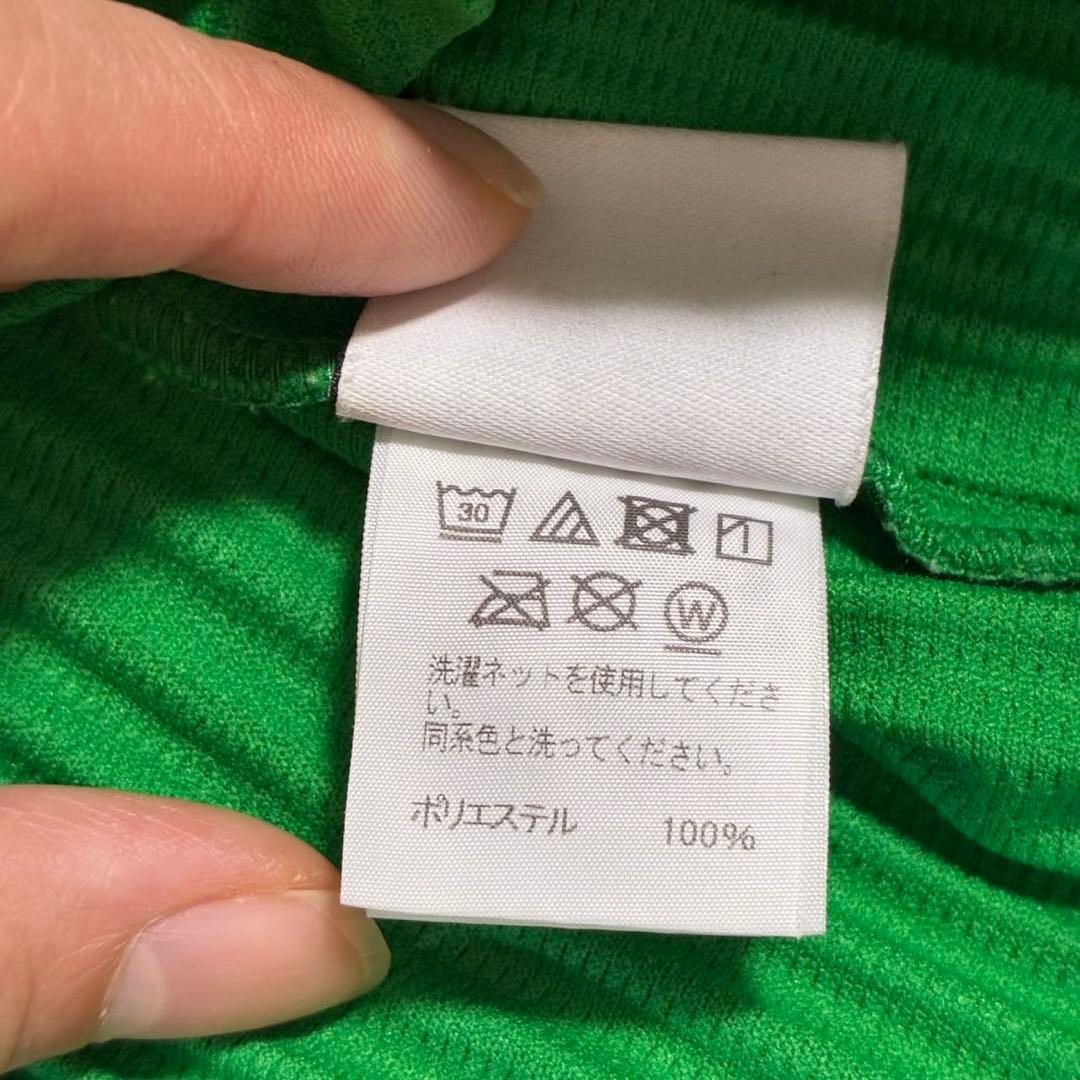 30
W
洗濯ネットを使用してくださ
い。
同系色と洗ってください。
ポリエステル 100%